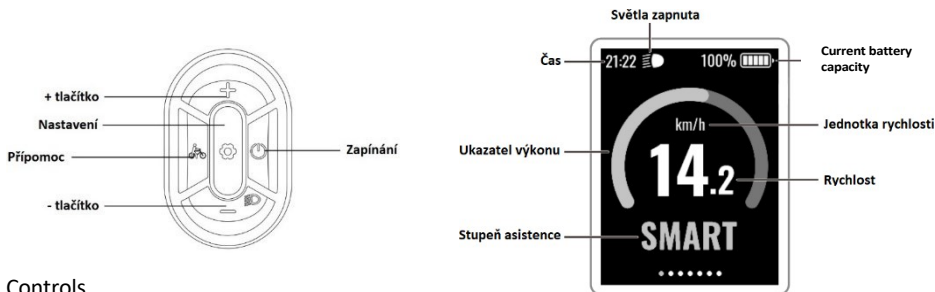 + tlačítko
Nastavení
Přípomoc
- tlačítko
Zapínání
Controls
Světla zapnuta
Čas
21:22 100%
Current battery
capacity
km/h
Jednotka rychlosti
Ukazatel výkonu
14.2
Rychlost
Stupeň asistence
SMART